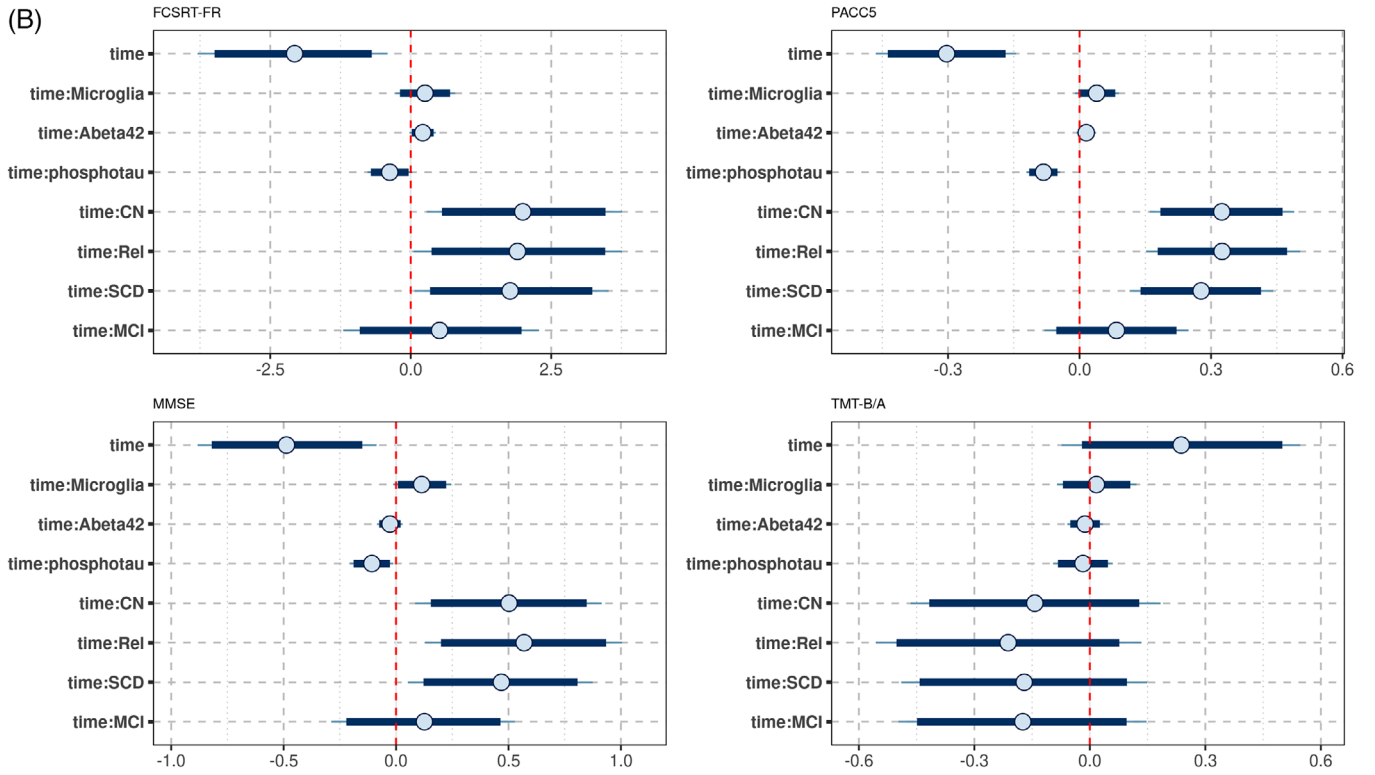 (B)
FCSRT-FR
time
time:Microglia
time:Abeta42
time:phosphotau
time:CN
time:Rel
time:SCD
time:MCI
-2.5 0.0 2.5
PACC5
time
time:Microglia
time:Abeta42
time:phosphotau
time:CN
time:Rel
time:SCD
time:MCI
-0.3 0.0 0.3 0.6
MMSE
time
time:Microglia
time:Abeta42
time:phosphotau
time:CN
time:Rel
time:SCD
time:MCI
-1.0 -0.5 0.0 0.5 1.0
TMT-B/A
time
time:Microglia
time:Abeta42
time:phosphotau
time:CN
time:Rel
time:SCD
time:MCI
-0.6 -0.3 0.0 0.3 0.6